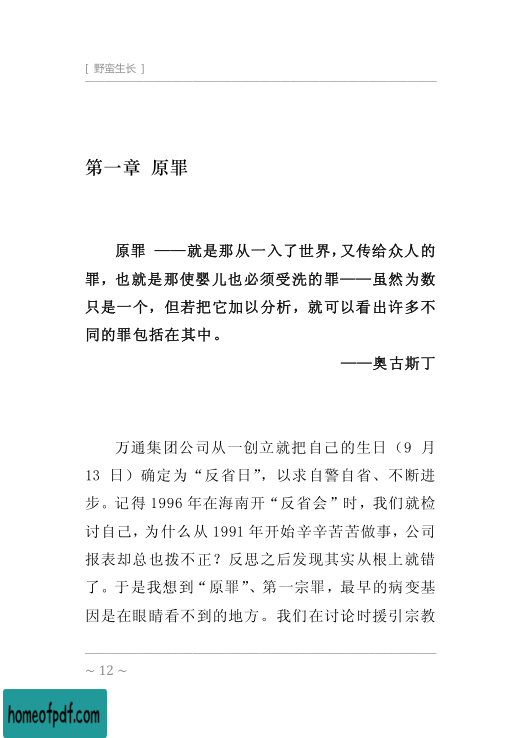 [ 野蛮生长 ]
第一章 原罪
原罪 ——就是那从一入了世界，又传给众人的
罪，也就是那使婴儿也必须受洗的罪——虽然为数
只是一个，但若把它加以分析，就可以看出许多不
同的罪包括在其中。
——奥古斯丁
万通集团公司从一创立就把自己的生日（9 月
13 日）确定为“反省日”，以求自警自省、不断进
步。记得 1996 年在海南开“反省会”时，我们就检
讨自己，为什么从 1991 年开始辛辛苦苦做事，公司
报表却总也拨不正？反思之后发现其实从根上就错
了。于是我想到“原罪”、第一宗罪，最早的病变基
因是在眼睛看不到的地方。我们在讨论时援引宗教
~ 12 ~
homeofpdf.com